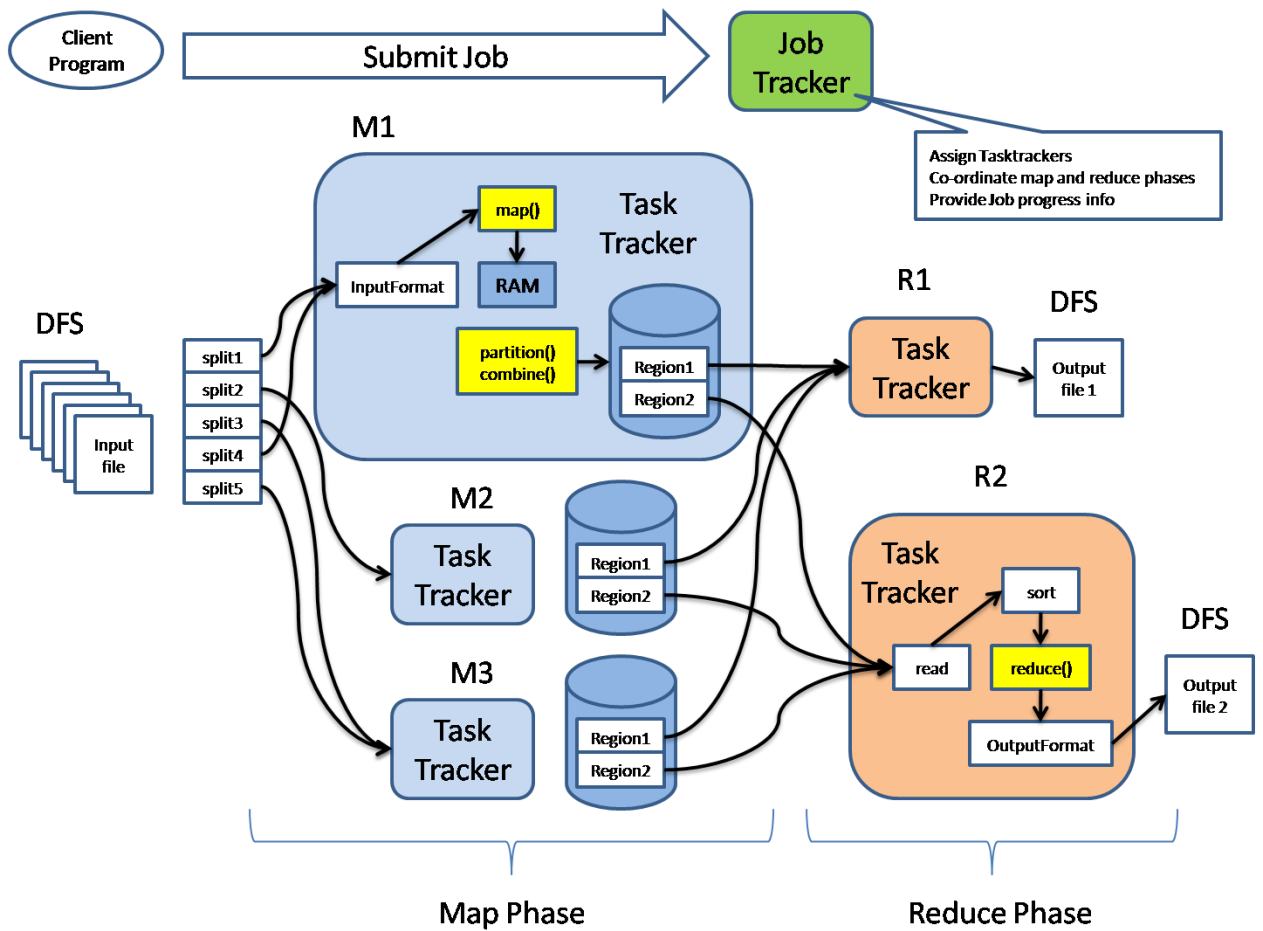 Client
Program
Submit Job
Job
Tracker
Assign Tasktrackers
Co-ordinate map and reduce phases
Provide Job progress info
M1
Task
Tracker
map()
InputFormat
RAM
partition()
combine()
Region1
Region2
DFS
Input
file
split1
split2
split3
split4
split5
M2
Task
Tracker
Region1
Region2
M3
Task
Tracker
Region1
Region2
R1
Task
Tracker
DFS
Output
file 1
R2
Task
Tracker
sort
read
reduce()
OutputFormat
DFS
Output
file 2
Map Phase
Reduce Phase